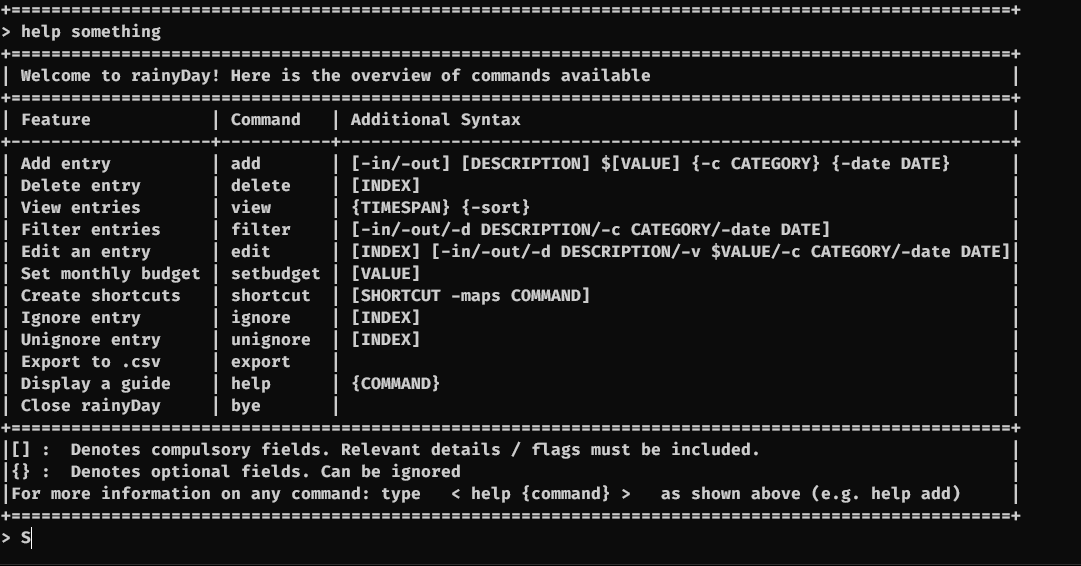 +====================================================================================================+
> help something
+====================================================================================================+
| Welcome to rainyDay! Here is the overview of commands available                                    |
+====================================================================================================+
| Feature            | Command   | Additional Syntax                                                 |
+--------------------+-----------+-------------------------------------------------------------------+
| Add entry          | add       | [-in/-out] [DESCRIPTION] $[VALUE] {-c CATEGORY} {-date DATE}      |
| Delete entry       | delete    | [INDEX]                                                           |
| View entries       | view      | {TIMESPAN} {-sort}                                                |
| Filter entries     | filter    | [-in/-out/-d DESCRIPTION/-c CATEGORY/-date DATE]                  |
| Edit an entry      | edit      | [INDEX] [-in/-out/-d DESCRIPTION/-v $VALUE/-c CATEGORY/-date DATE]|
| Set monthly budget | setbudget | [VALUE]                                                           |
| Create shortcuts   | shortcut  | [SHORTCUT -maps COMMAND]                                          |
| Ignore entry       | ignore    | [INDEX]                                                           |
| Unignore entry     | unignore  | [INDEX]                                                           |
| Export to .csv     | export    |                                                                   |
| Display a guide    | help      | {COMMAND}                                                         |
| Close rainyDay     | bye       |                                                                   |
+====================================================================================================+
|[] :  Denotes compulsory fields. Relevant details / flags must be included.                         |
|{} :  Denotes optional fields. Can be ignored                                                       |
|For more information on any command: type   < help {command} >   as shown above (e.g. help add)     |
+====================================================================================================+
> S